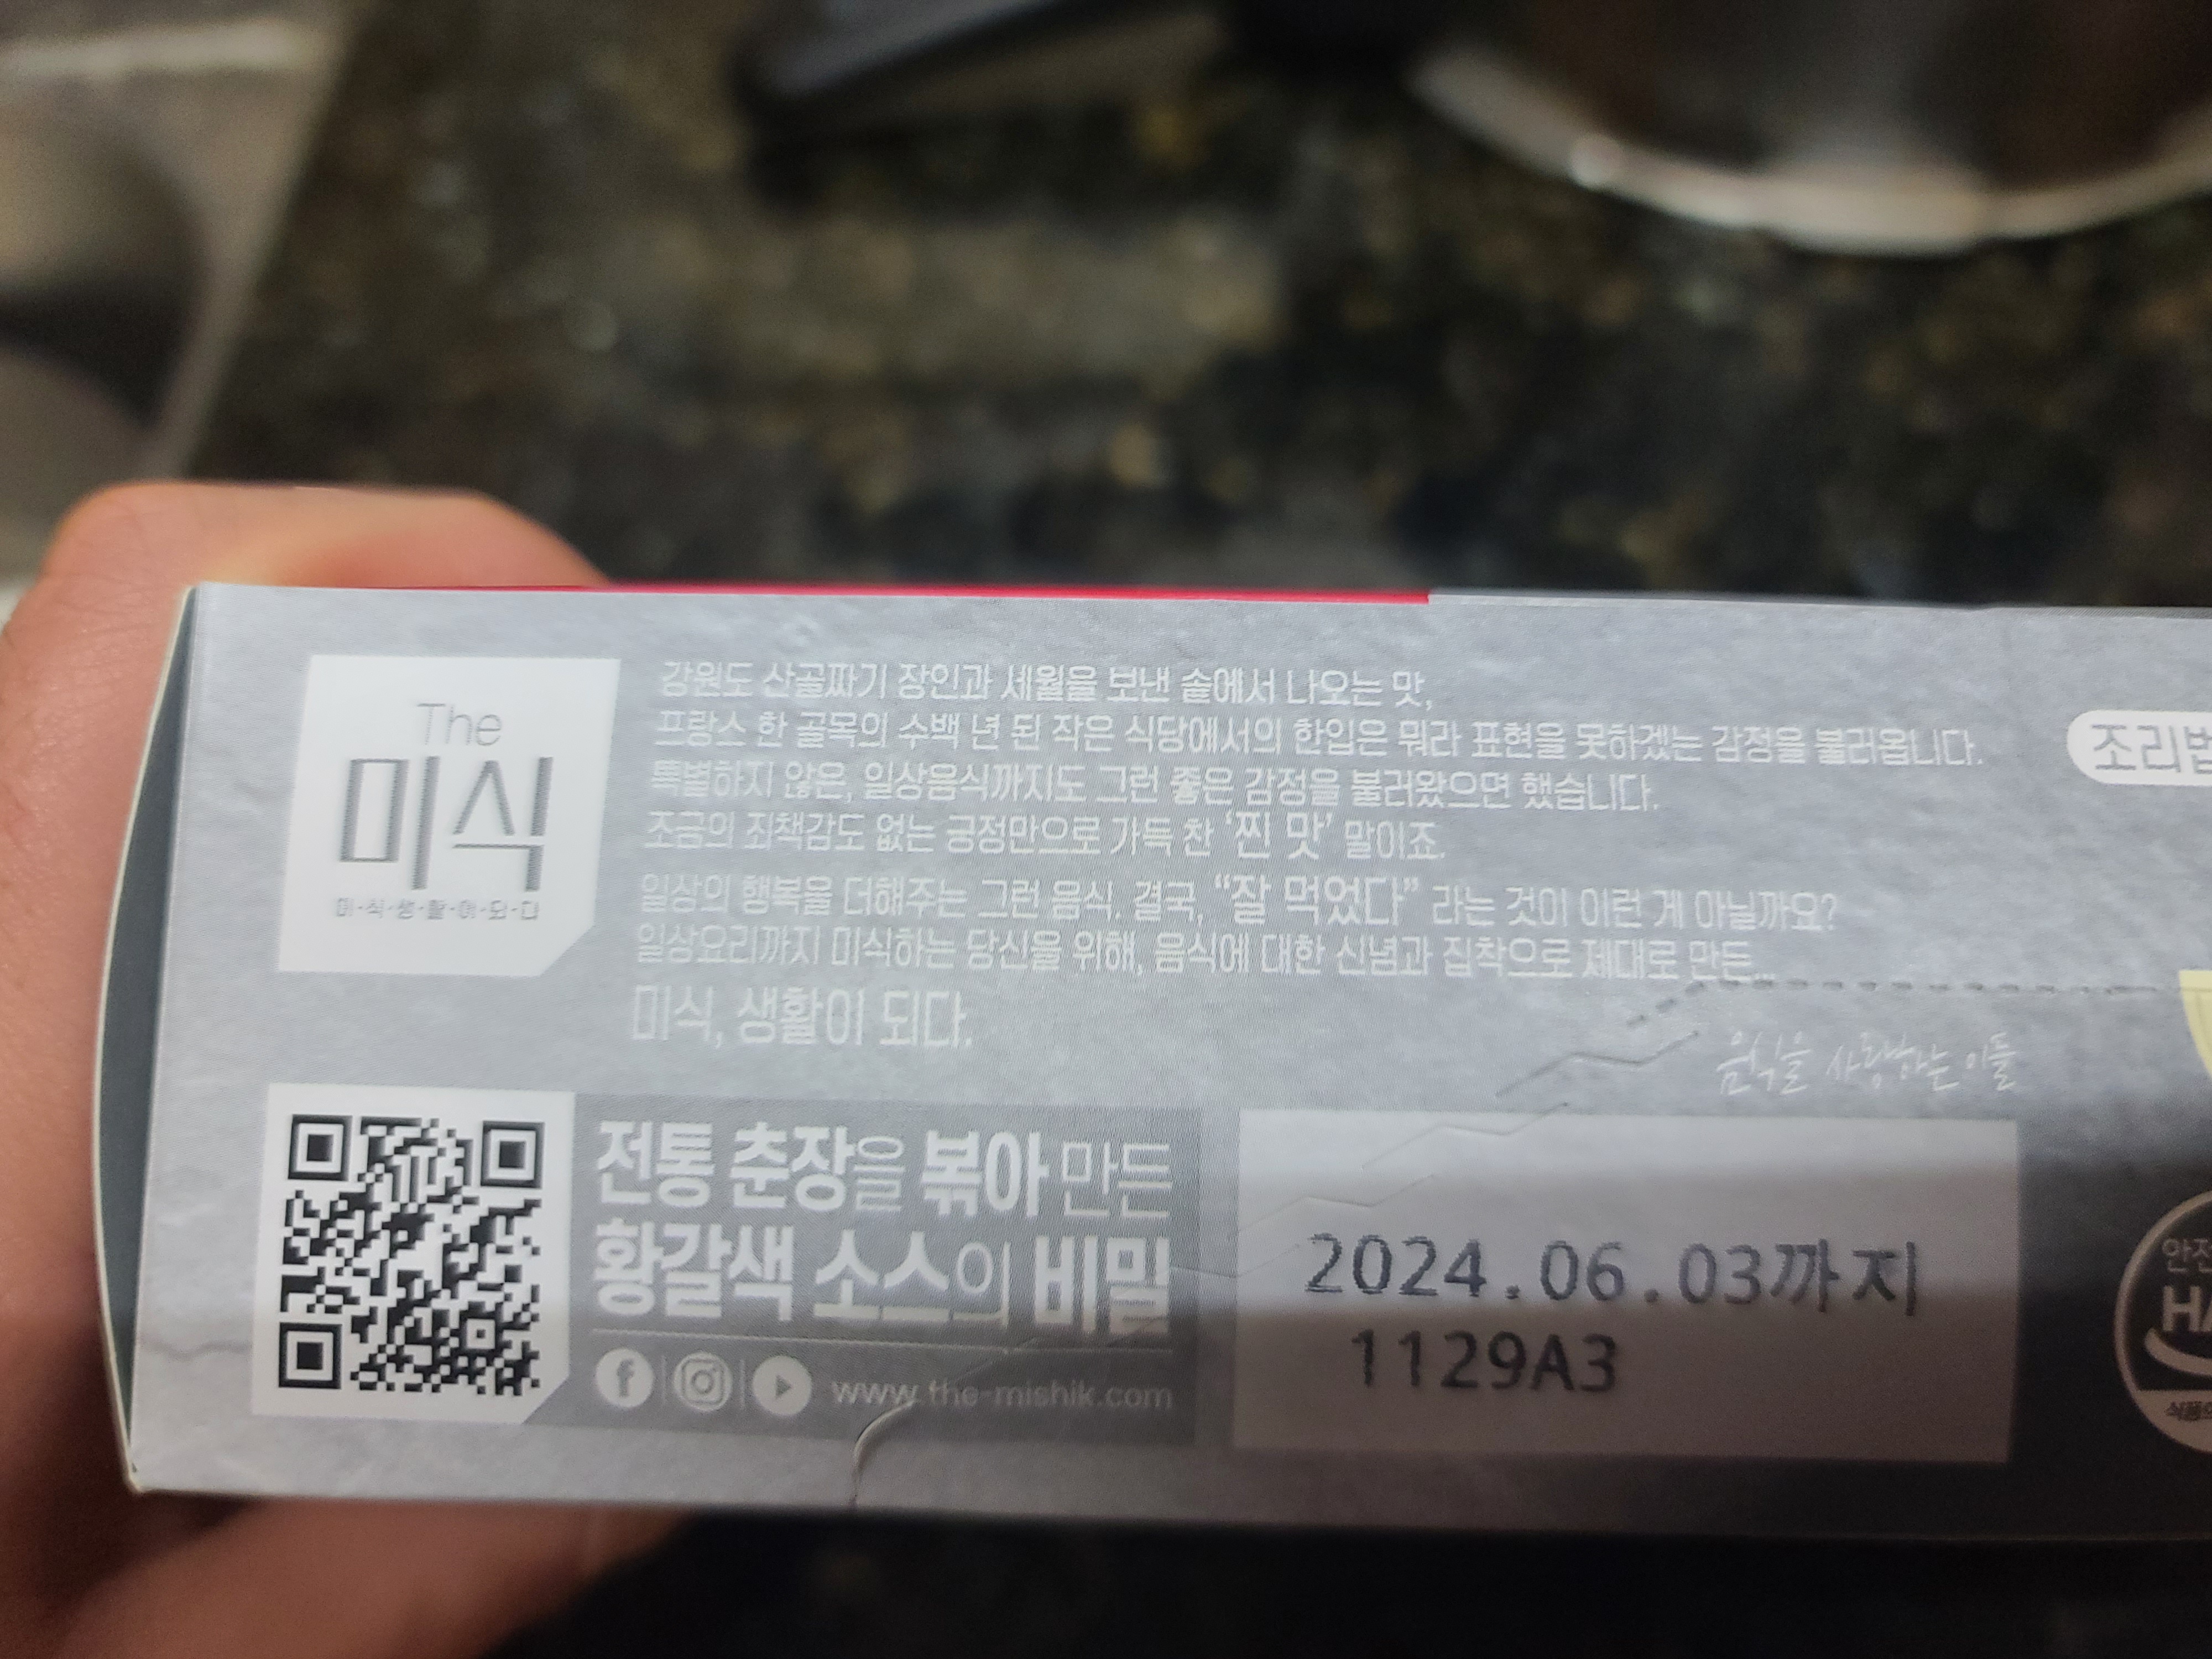 The
미식
미·식·생·활·이·되·다
강원도 산골짜기 장인과 세월을 보낸 솥에서 나오는 맛,
프랑스 한 골목의 수백 년 된 작은 식당에서의 한입은 뭐라 표현을 못하겠는 감정을 불러옵니다.
특별하지 않은, 일상음식까지도 그런 좋은 감정을 불러왔으면 했습니다.
조금의 죄책감도 없는 긍정만으로 가득 찬 ‘찐 맛’ 말이죠.
일상의 행복을 더해주는 그런 음식. 결국, “잘 먹었다” 라는 것이 이런 게 아닐까요?
일상요리까지 미식하는 당신을 위해, 음식에 대한 신념과 집착으로 제대로 만든...
미식, 생활이 되다.
음식을 사랑하는 이들
조리법
전통 춘장을 볶아 만든
황갈색 소스의 비밀
www.the-mishik.com
2024.06.03까지
1129A3
안전
HA
식품의